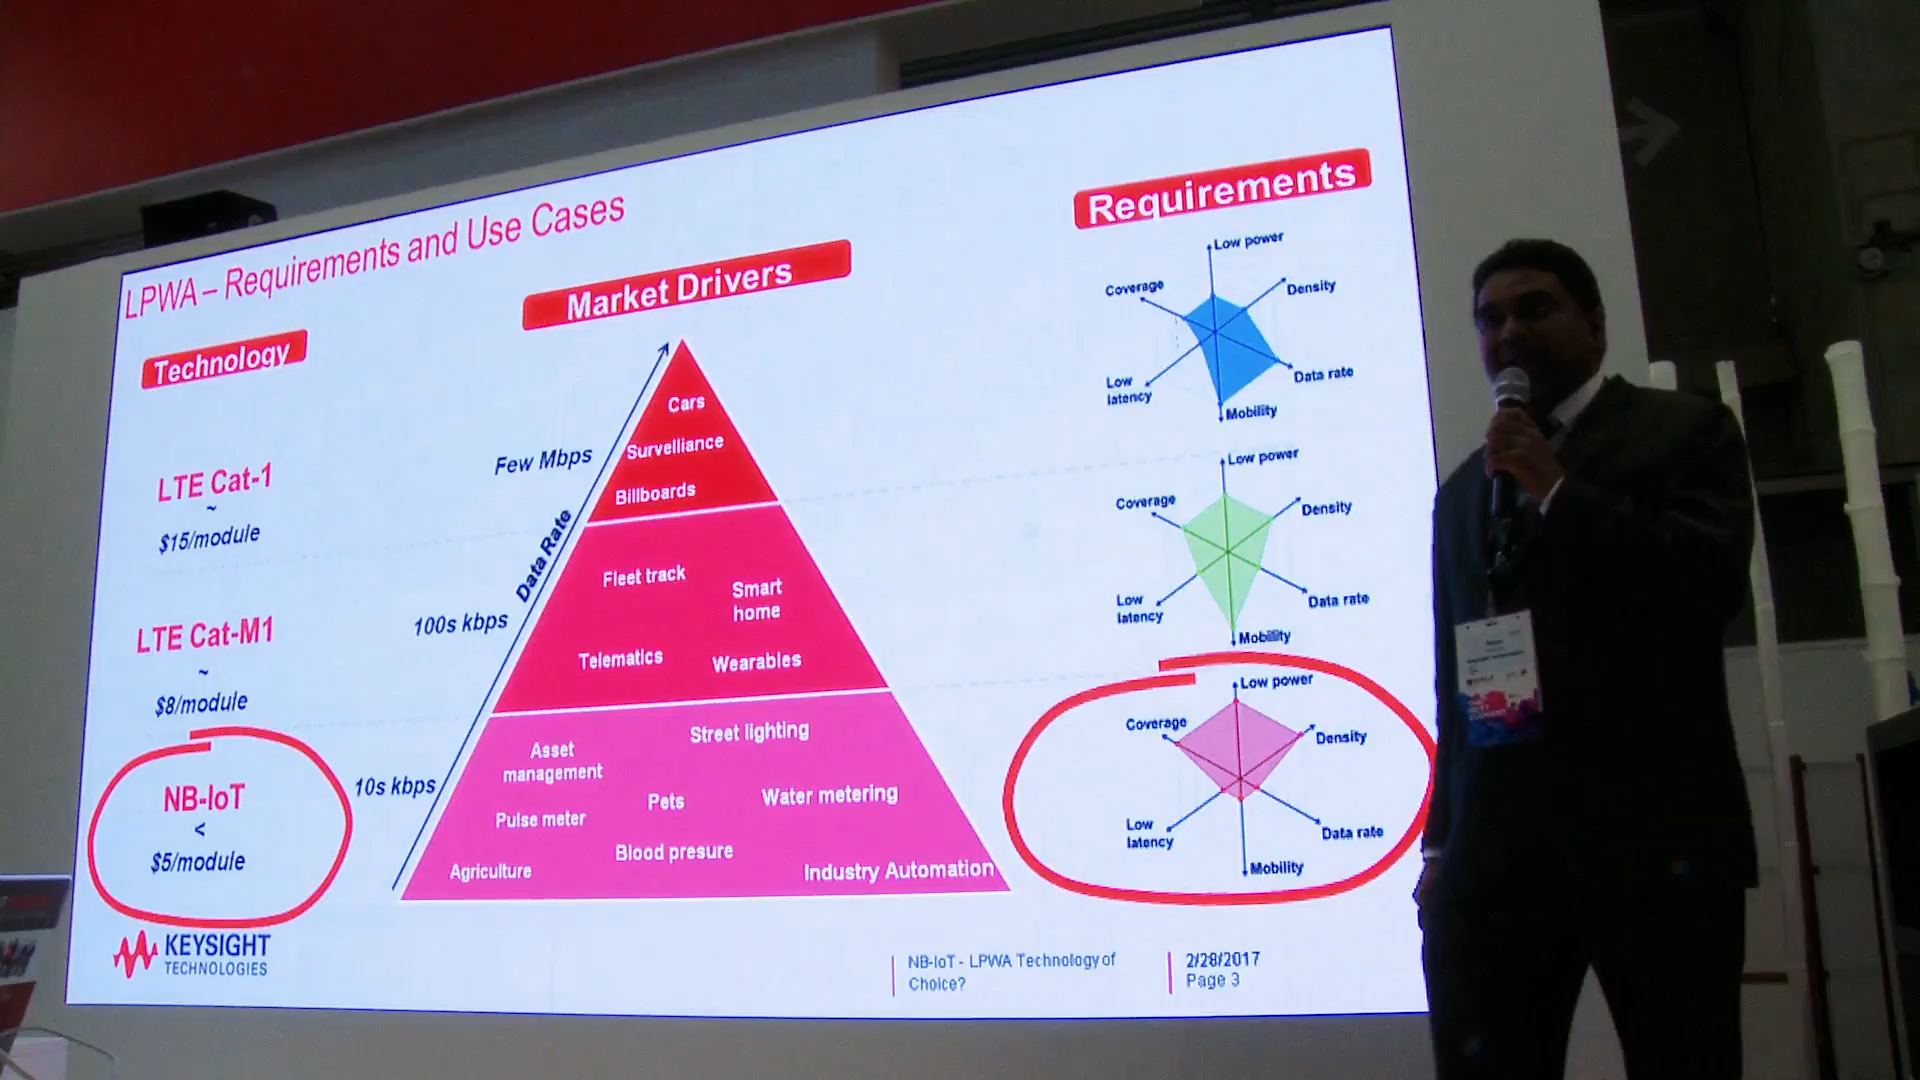 LPWA – Requirements and Use Cases
Technology
Market Drivers
Requirements
LTE Cat-1
~
$15/module
LTE Cat-M1
~
$8/module
NB-IoT
<
$5/module
Data Rate
Few Mbps
100s kbps
10s kbps
Cars
Survelliance
Billboards
Fleet track
Smart
home
Telematics
Wearables
Street lighting
Asset
management
Pets
Water metering
Pulse meter
Blood presure
Agriculture
Industry Automation
Low power
Coverage
Density
Low
latency
Data rate
Mobility
Low power
Coverage
Density
Low
latency
Data rate
Mobility
Low power
Coverage
Density
Low
latency
Data rate
Mobility
KEYSIGHT
TECHNOLOGIES
NB-IoT - LPWA Technology of
Choice?
2/28/2017
Page 3